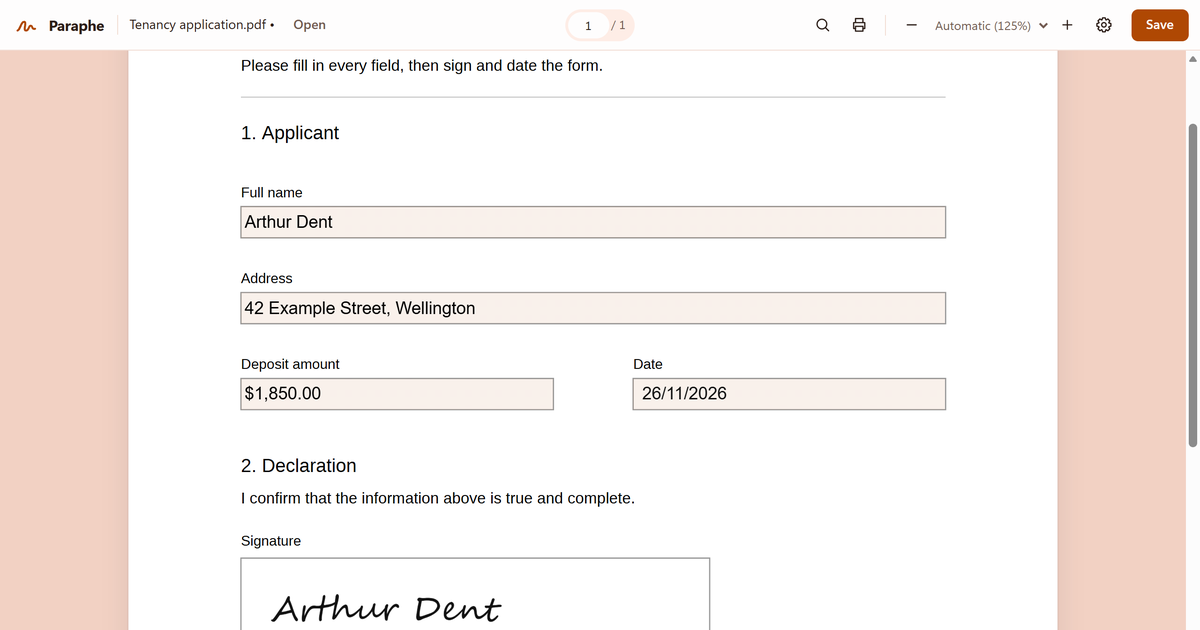 Paraphe
Tenancy application.pdf •
Open
1 / 1
Automatic (125%)
Save
Please fill in every field, then sign and date the form.
1. Applicant
Full name
Arthur Dent
Address
42 Example Street, Wellington
Deposit amount
Date
$1,850.00
26/11/2026
2. Declaration
I confirm that the information above is true and complete.
Signature
Arthur Dent